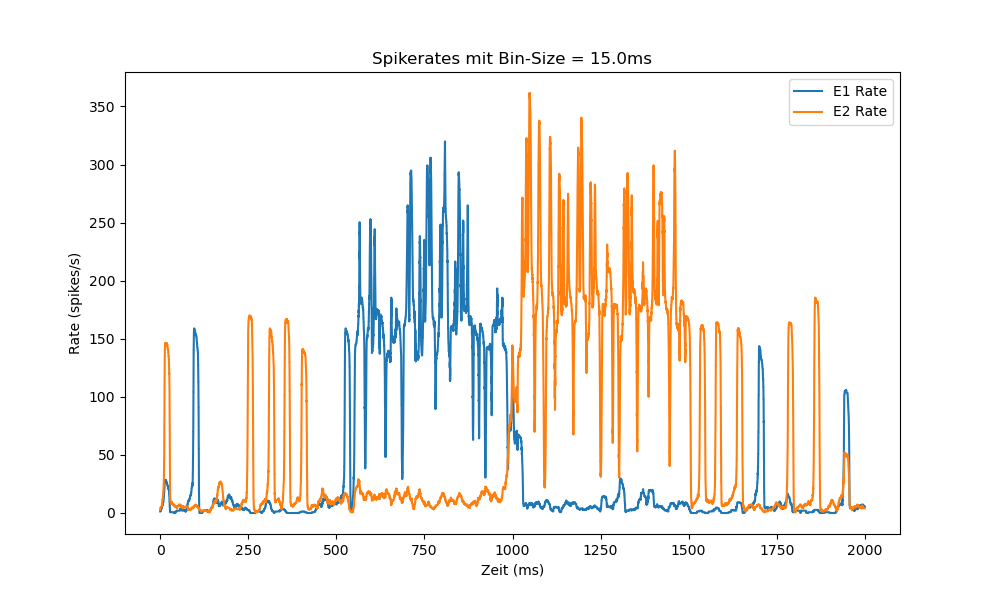 Spikerates mit Bin-Size = 15.0ms
E1 Rate
E2 Rate
350
300
250
200
150
100
50
0
Rate (spikes/s)
0 250 500 750 1000 1250 1500 1750 2000
Zeit (ms)